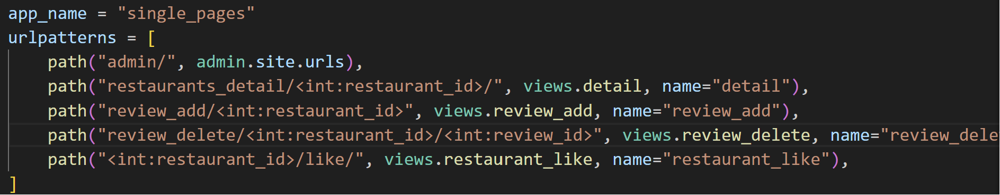 app_name = "single_pages"
urlpatterns = [
    path("admin/", admin.site.urls),
    path("restaurants_detail/<int:restaurant_id>/", views.detail, name="detail"),
    path("review_add/<int:restaurant_id>", views.review_add, name="review_add"),
    path("review_delete/<int:restaurant_id>/<int:review_id>", views.review_delete, name="review_dele
    path("<int:restaurant_id>/like/", views.restaurant_like, name="restaurant_like"),
]